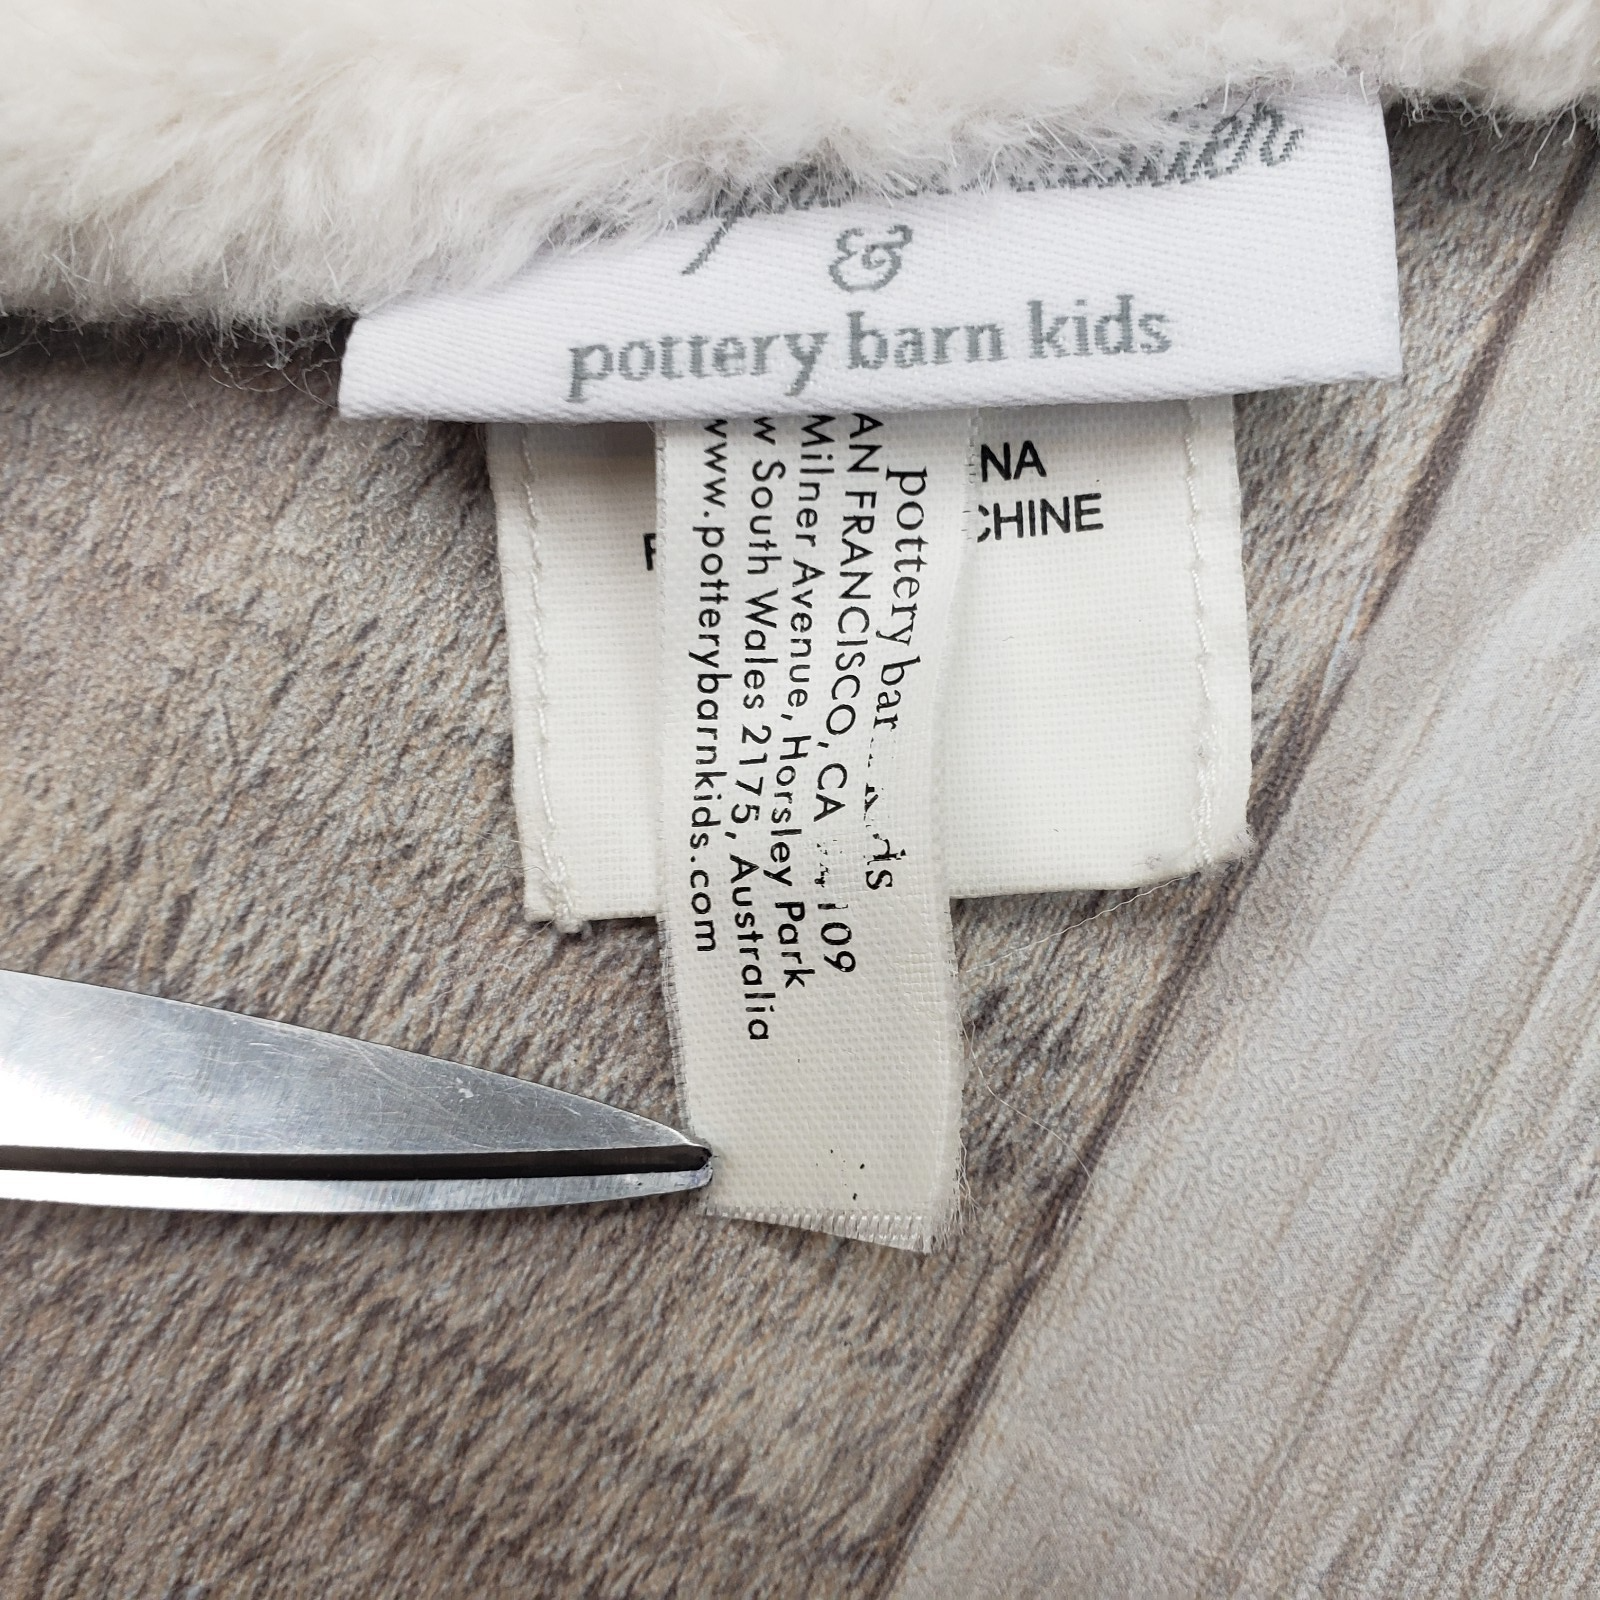 &
pottery barn kids
NA
CHINE
pottery bar
AN FRANCISCO, CA
Milner Avenue, Horsley Park
w South Wales 2175, Australia
www.potterybarnkids.com